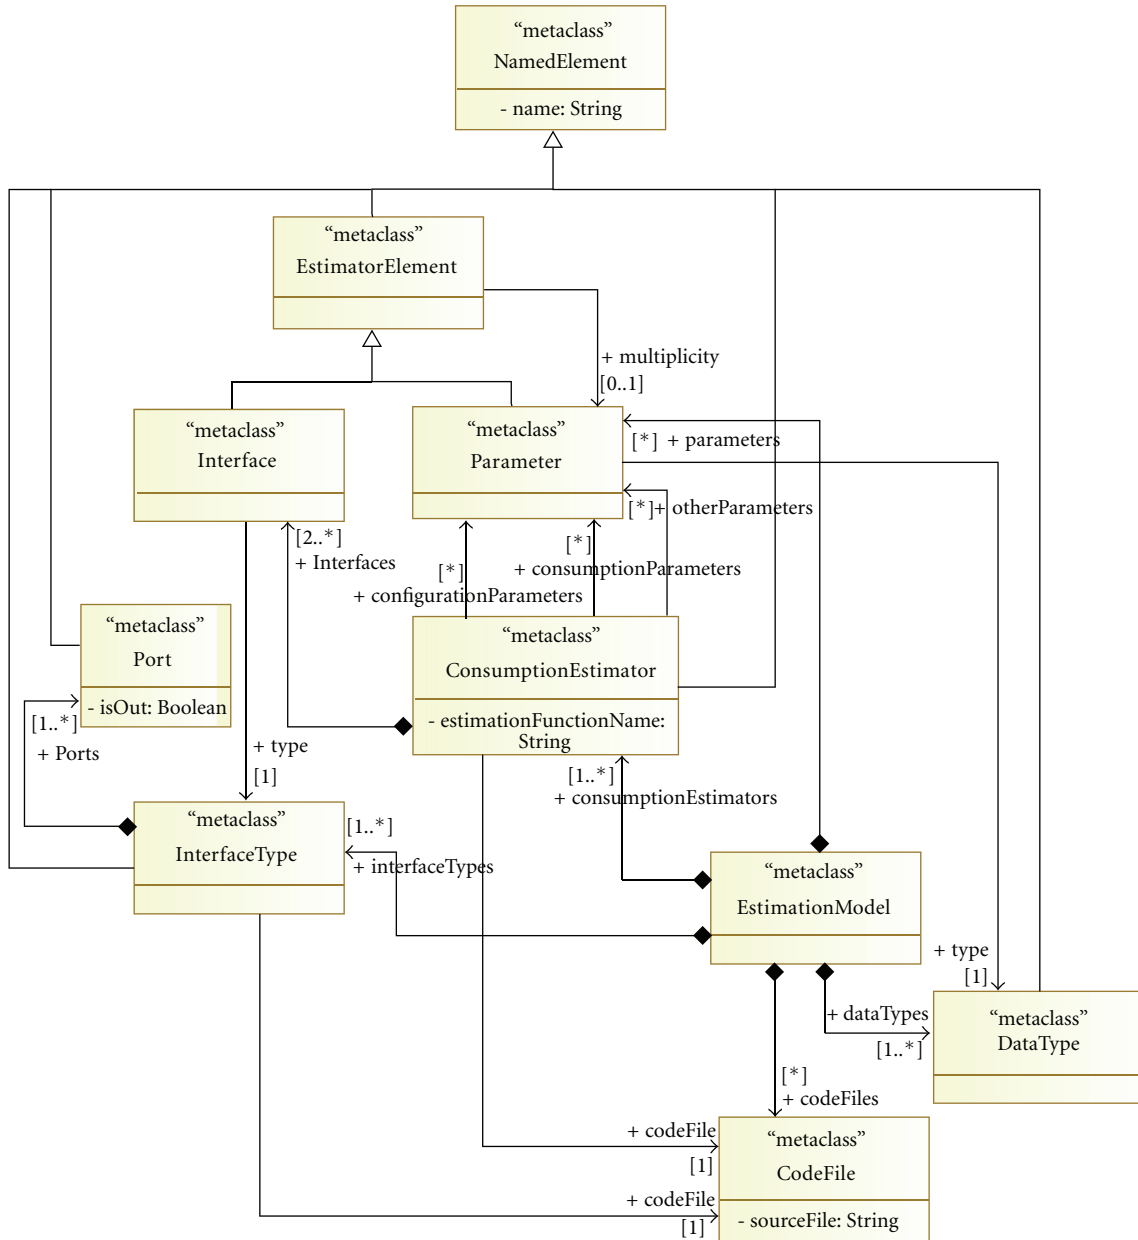 “metaclass”
NamedElement
- name: String
“metaclass”
EstimatorElement
+ multiplicity
[0..1]
“metaclass”
Interface
“metaclass”
Parameter
[*] + parameters
[*]+ otherParameters
[2..*]
+ Interfaces
[*]
+ consumptionParameters
[*]
+ configurationParameters
“metaclass”
Port
- isOut: Boolean
[1..*]
+ Ports
“metaclass”
ConsumptionEstimator
- estimationFunctionName:
String
+ type
[1]
[1..*]
+ consumptionEstimators
“metaclass”
InterfaceType
[1..*]
+ interfaceTypes
“metaclass”
EstimationModel
+ type
[1]
+ dataTypes
[1..*]
“metaclass”
DataType
[*]
+ codeFiles
+ codeFile
[1]
“metaclass”
CodeFile
- sourceFile: String
+ codeFile
[1]